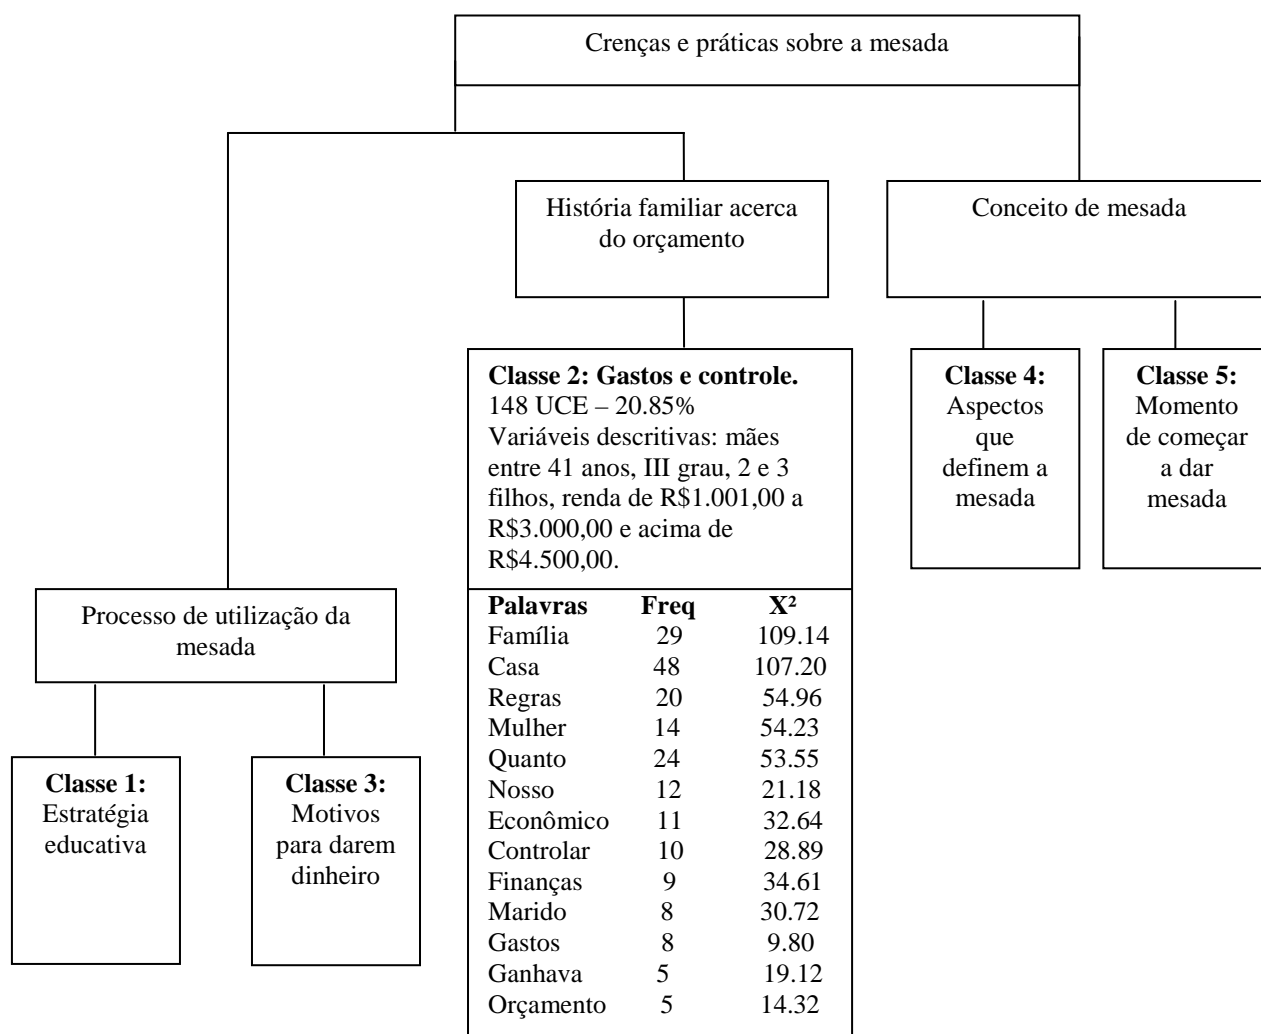 Crenças e práticas sobre a mesada
História familiar acerca
do orçamento
Conceito de mesada
Classe 2: Gastos e controle.
148 UCE – 20.85%
Variáveis descritivas: mães
entre 41 anos, III grau, 2 e 3
filhos, renda de R$1.001,00 a
R$3.000,00 e acima de
R$4.500,00.
Classe 4:
Aspectos
que
definem a
mesada
Classe 5:
Momento
de começar
a dar
mesada
Processo de utilização da
mesada
Palavras Freq X²
Família 29 109.14
Casa 48 107.20
Regras 20 54.96
Mulher 14 54.23
Quanto 24 53.55
Nosso 12 21.18
Econômico 11 32.64
Controlar 10 28.89
Finanças 9 34.61
Marido 8 30.72
Gastos 8 9.80
Ganhava 5 19.12
Orçamento 5 14.32
Classe 1:
Estratégia
educativa
Classe 3:
Motivos
para darem
dinheiro